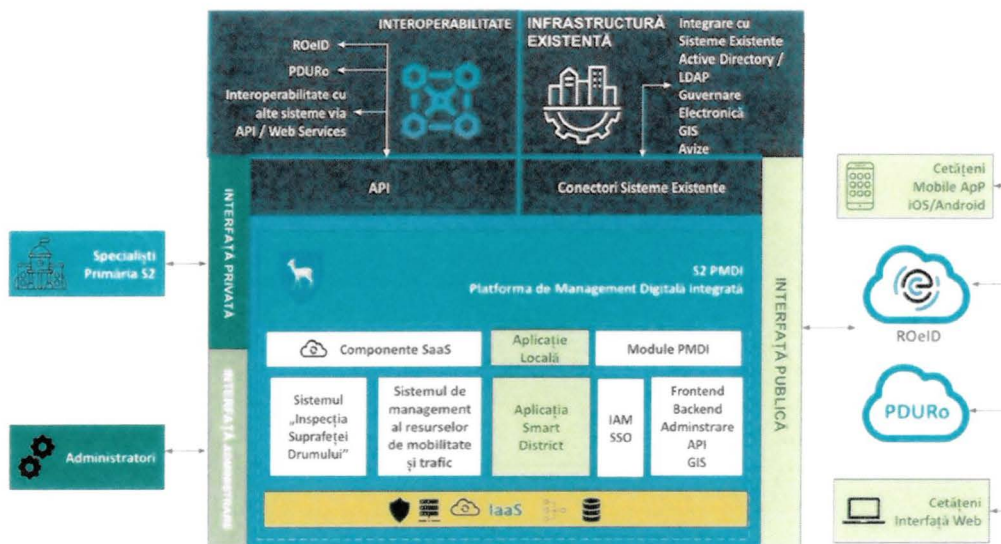 INTEROPERABILITATE
ROeID
PDURo
Interoperabilitate cu
alte sisteme via
API / Web Services
INFRASTRUCTURĂ
EXISTENTĂ
Integrare cu
Sisteme Existente
Active Directory /
LDAP
Guvernare
Electronică
GIS
Avize
API
Conectori Sisteme Existente
INTERFAȚĂ PRIVATĂ
INTERFAȚĂ ADMINISTRARE
INTERFAȚĂ PUBLICĂ
Specialiști
Primăria S2
Administratori
S2 PMDI
Platforma de Management Digitală integrată
Componente SaaS
Aplicație
Locală
Module PMDI
Sistemul
„Inspecția
Suprafeței
Drumului”
Sistemul de
management
al resurselor
de mobilitate
și trafic
Aplicația
Smart
District
IAM
SSO
Frontend
Backend
Adminstrare
API
GIS
IaaS
Cetățeni
Mobile ApP
iOS/Android
ROeID
PDURo
Cetățeni
Interfață Web